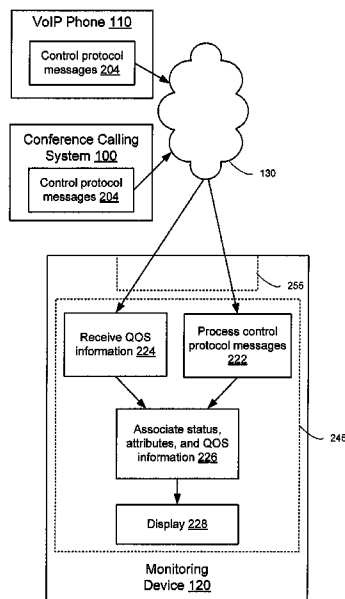 VoIP Phone 110
Control protocol
messages 204
Conference Calling
System 100
Control protocol
messages 204
130
255
Receive QOS
information 224
Process control
protocol messages
222
245
Associate status,
attributes, and QOS
information 226
Display 228
Monitoring
Device 120